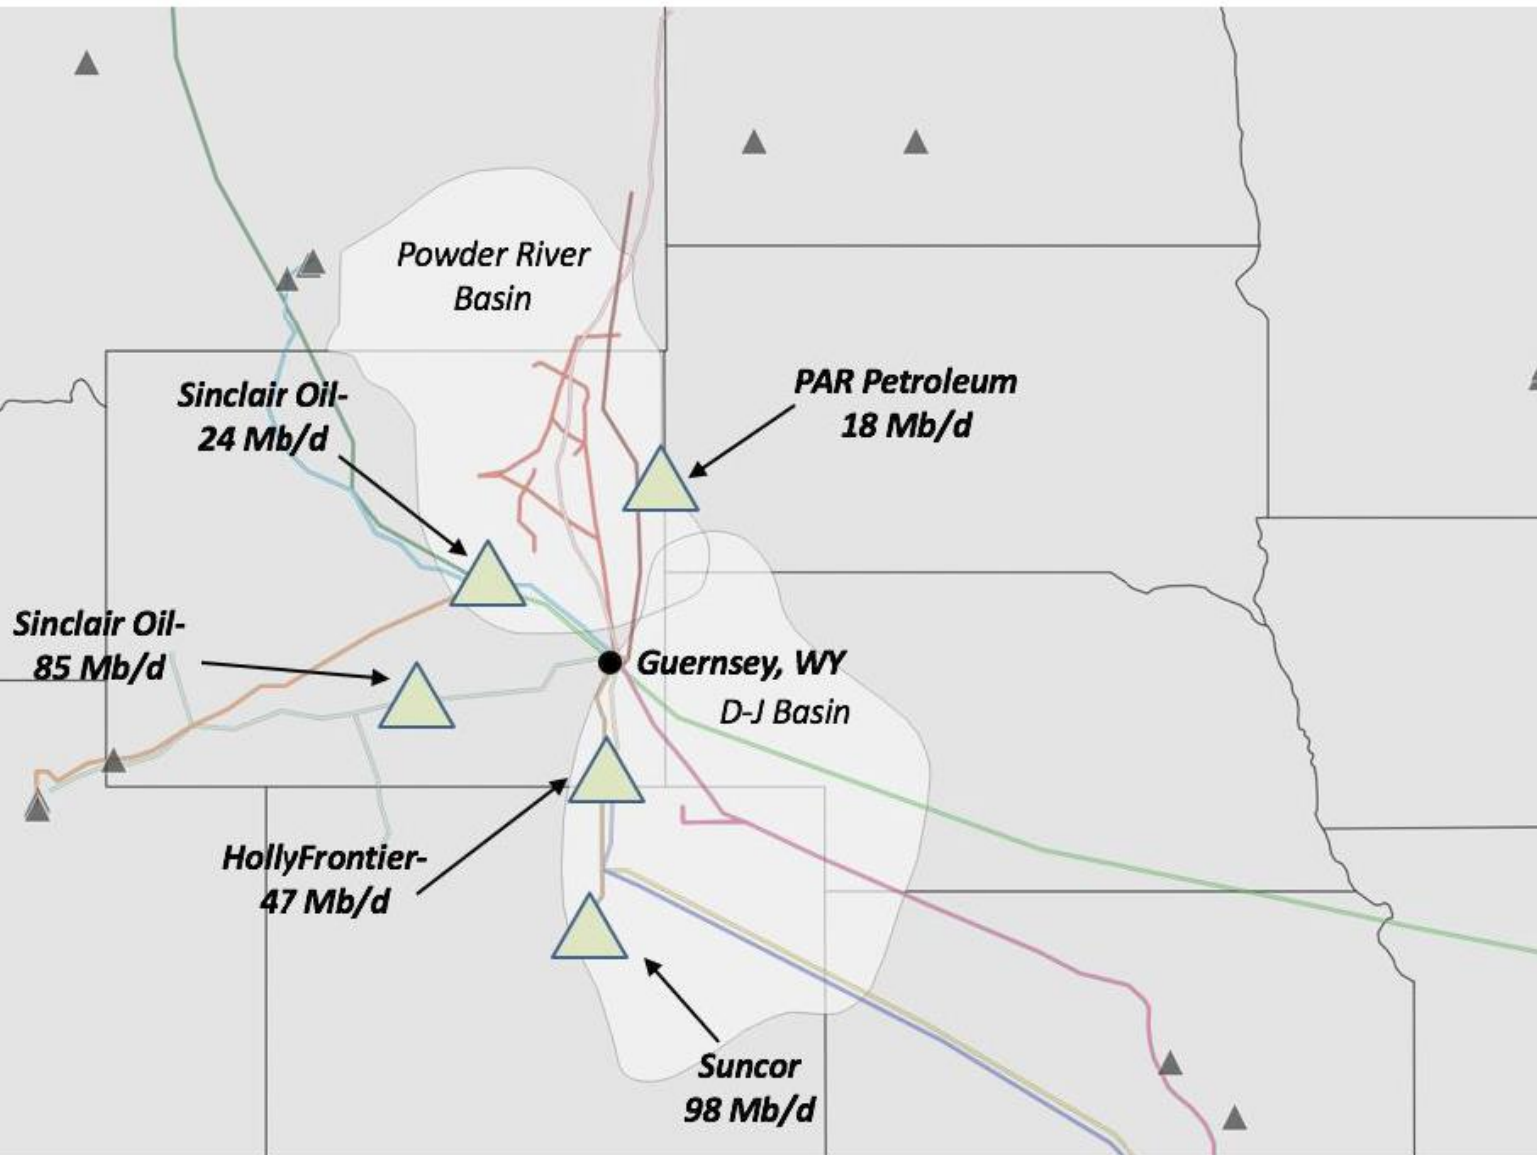 Powder River
Basin
Sinclair Oil-
24 Mb/d
PAR Petroleum
18 Mb/d
Sinclair Oil-
85 Mb/d
Guernsey, WY
D-J Basin
HollyFrontier-
47 Mb/d
Suncor
98 Mb/d